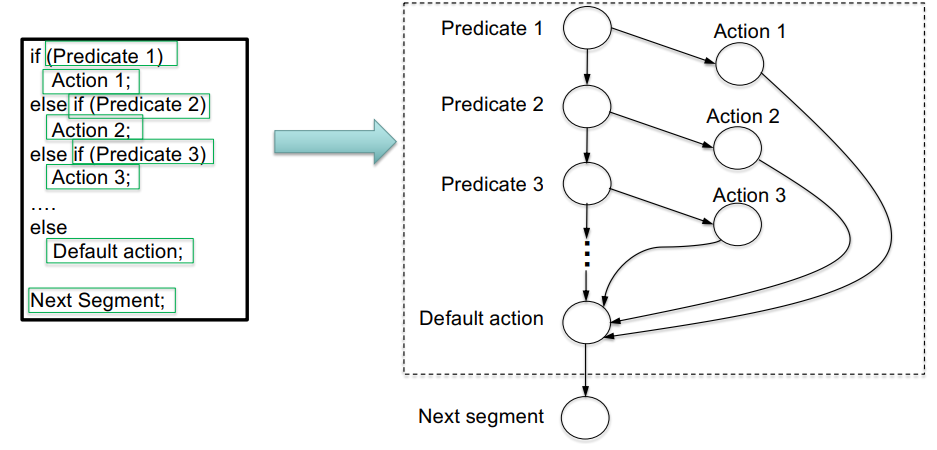 if (Predicate 1)
Action 1;
else if (Predicate 2)
Action 2;
else if (Predicate 3)
Action 3;
....
else
Default action;
Next Segment;
Predicate 1
Action 1
Predicate 2
Action 2
Predicate 3
Action 3
Default action
Next segment